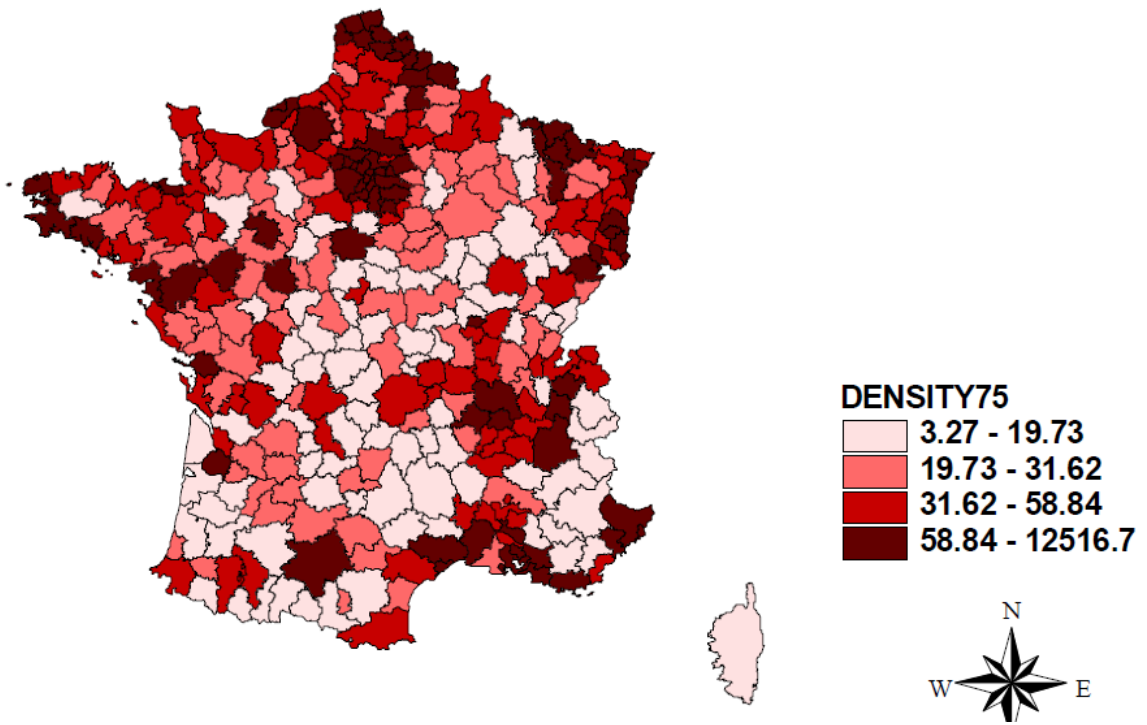 DENSITY75
3.27 - 19.73
19.73 - 31.62
31.62 - 58.84
58.84 - 12516.7
N
W E